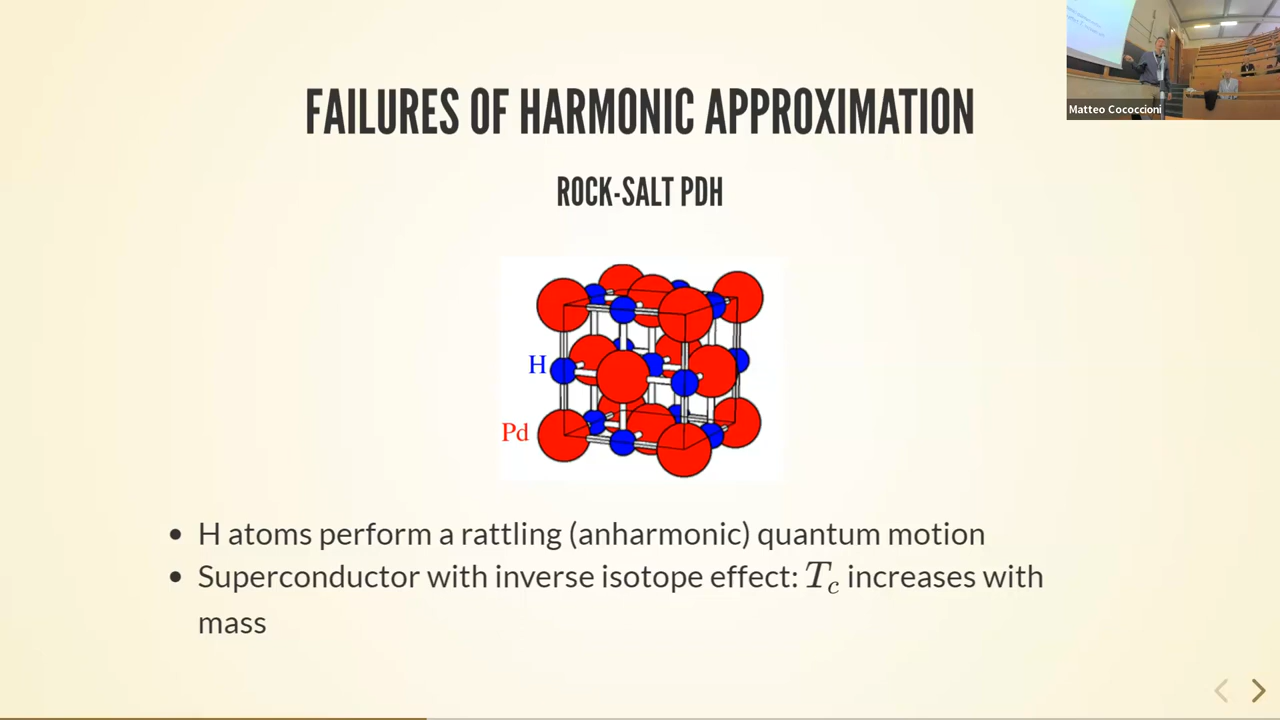 FAILURES OF HARMONIC APPROXIMATION
Matteo Cococcioni
ROCK-SALT PDH
H
Pd
• H atoms perform a rattling (anharmonic) quantum motion
• Superconductor with inverse isotope effect: T_c increases with
mass